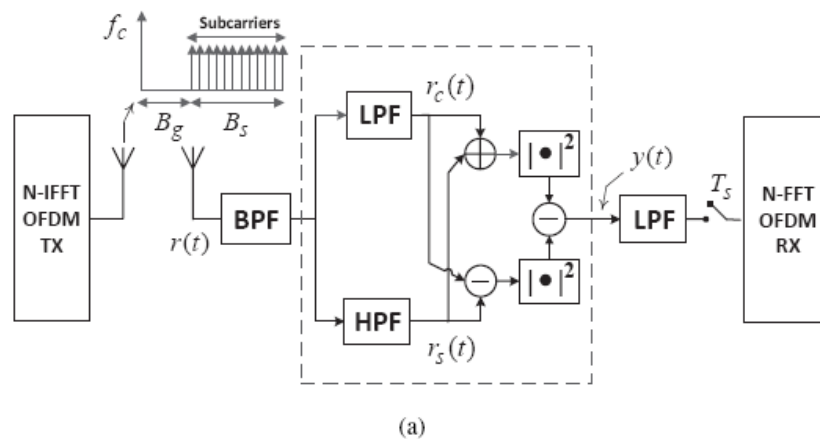 Subcarriers
f_c
B_g
B_s
N-IFFT
OFDM
TX
r(t)
BPF
LPF
r_c(t)
HPF
r_s(t)
| • |²
| • |²
y(t)
LPF
T_s
N-FFT
OFDM
RX
(a)